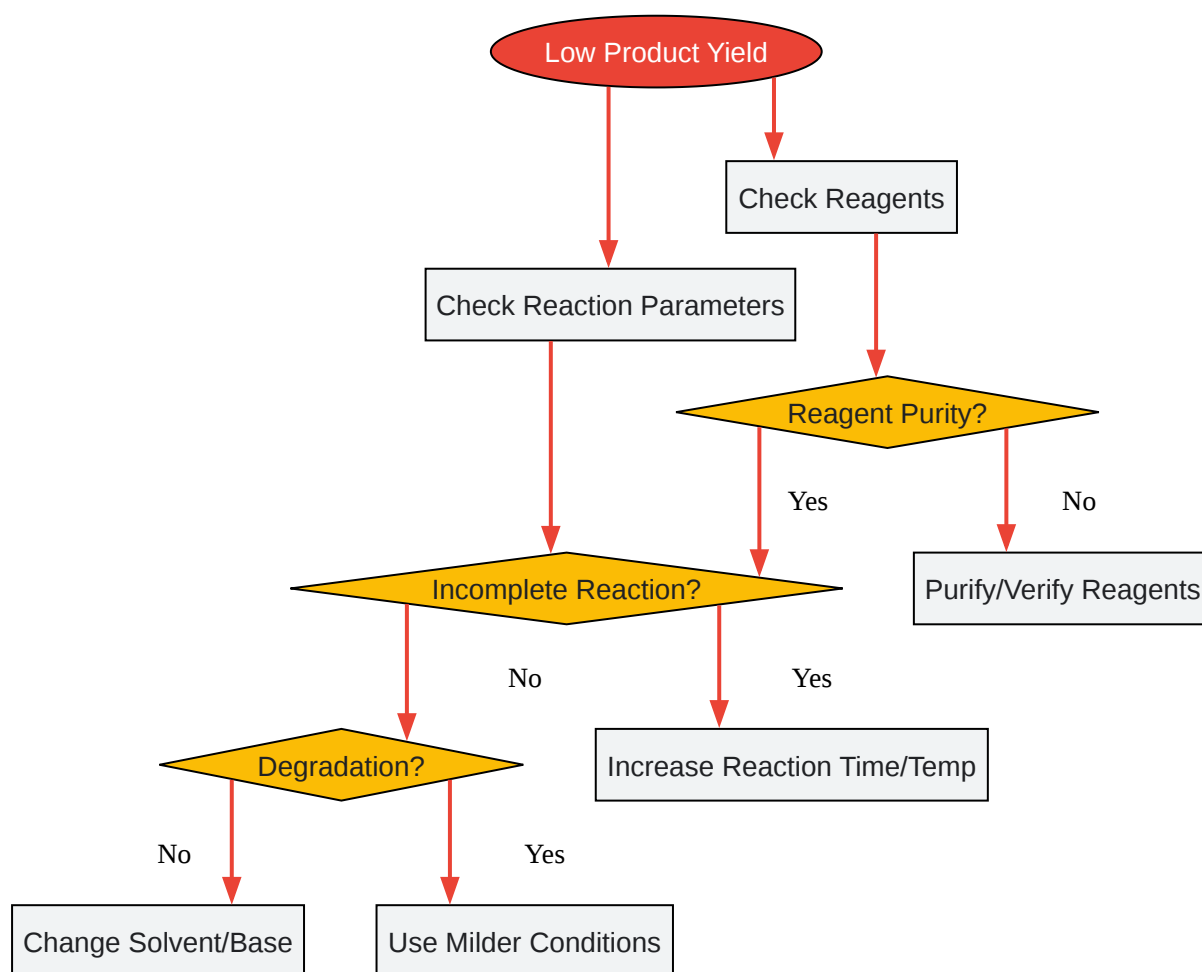 Low Product Yield
Check Reagents
Check Reaction Parameters
Reagent Purity?
Yes
No
Incomplete Reaction?
Purify/Verify Reagents
No
Yes
Degradation?
Increase Reaction Time/Temp
No
Yes
Change Solvent/Base
Use Milder Conditions